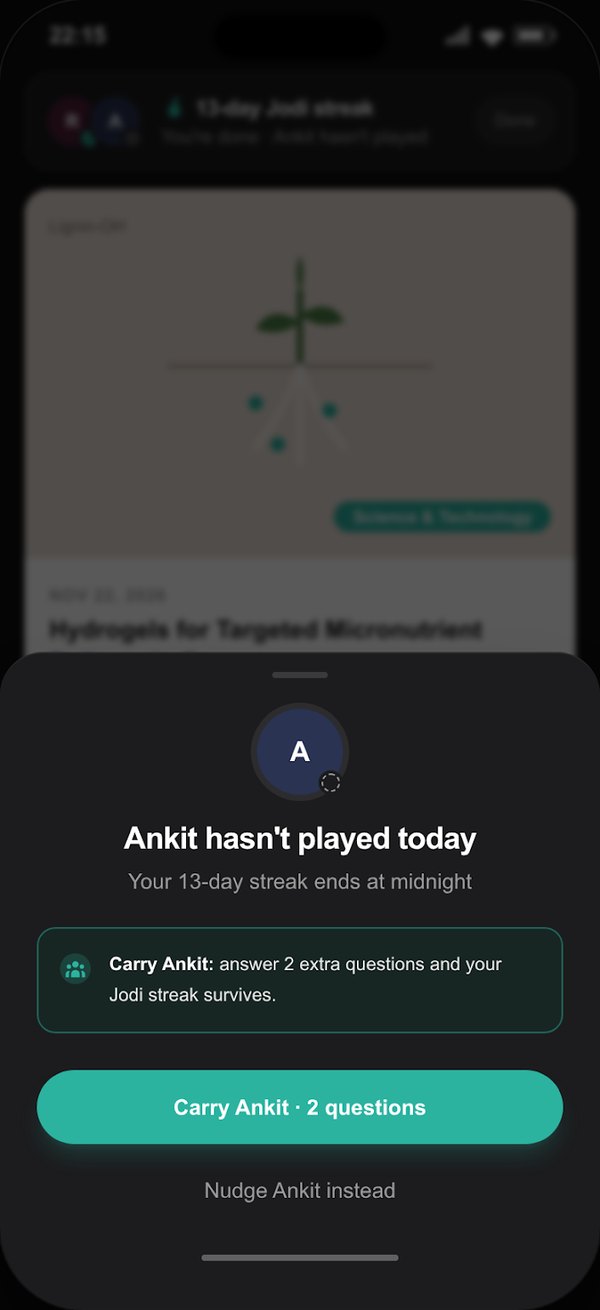 22:15
13-day Jodi streak
You're done · Ankit hasn't played
Done
Science & Technology
NOV 22, 2025
Hydrogels for Targeted Micronutrient
A
Ankit hasn't played today
Your 13-day streak ends at midnight
Carry Ankit: answer 2 extra questions and your
Jodi streak survives.
Carry Ankit · 2 questions
Nudge Ankit instead